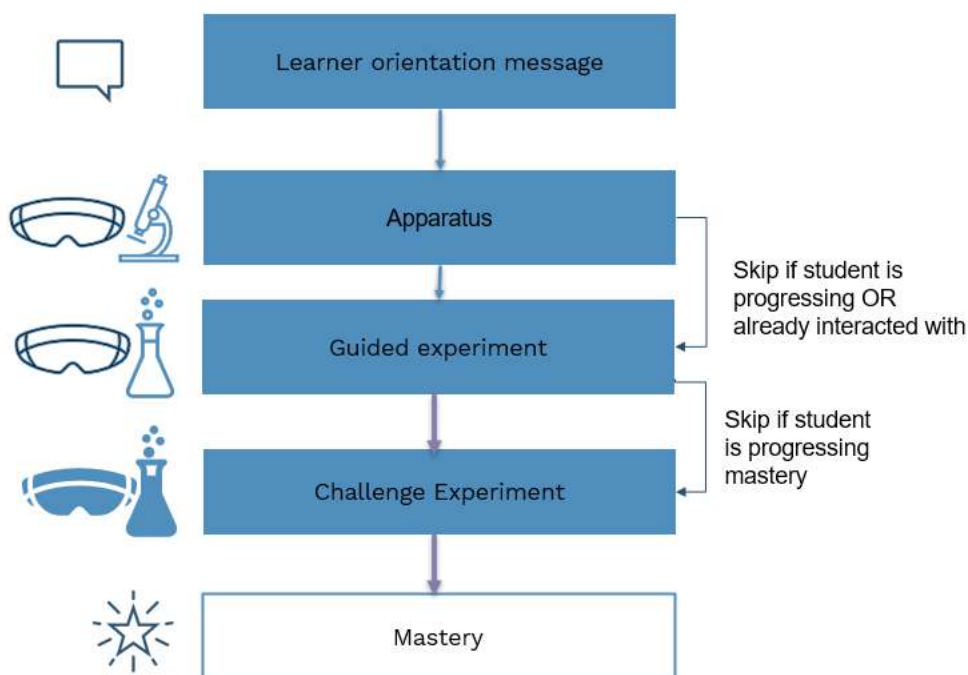 Learner orientation message
Apparatus
Skip if student is
progressing OR
already interacted with
Guided experiment
Skip if student
is progressing
mastery
Challenge Experiment
Mastery